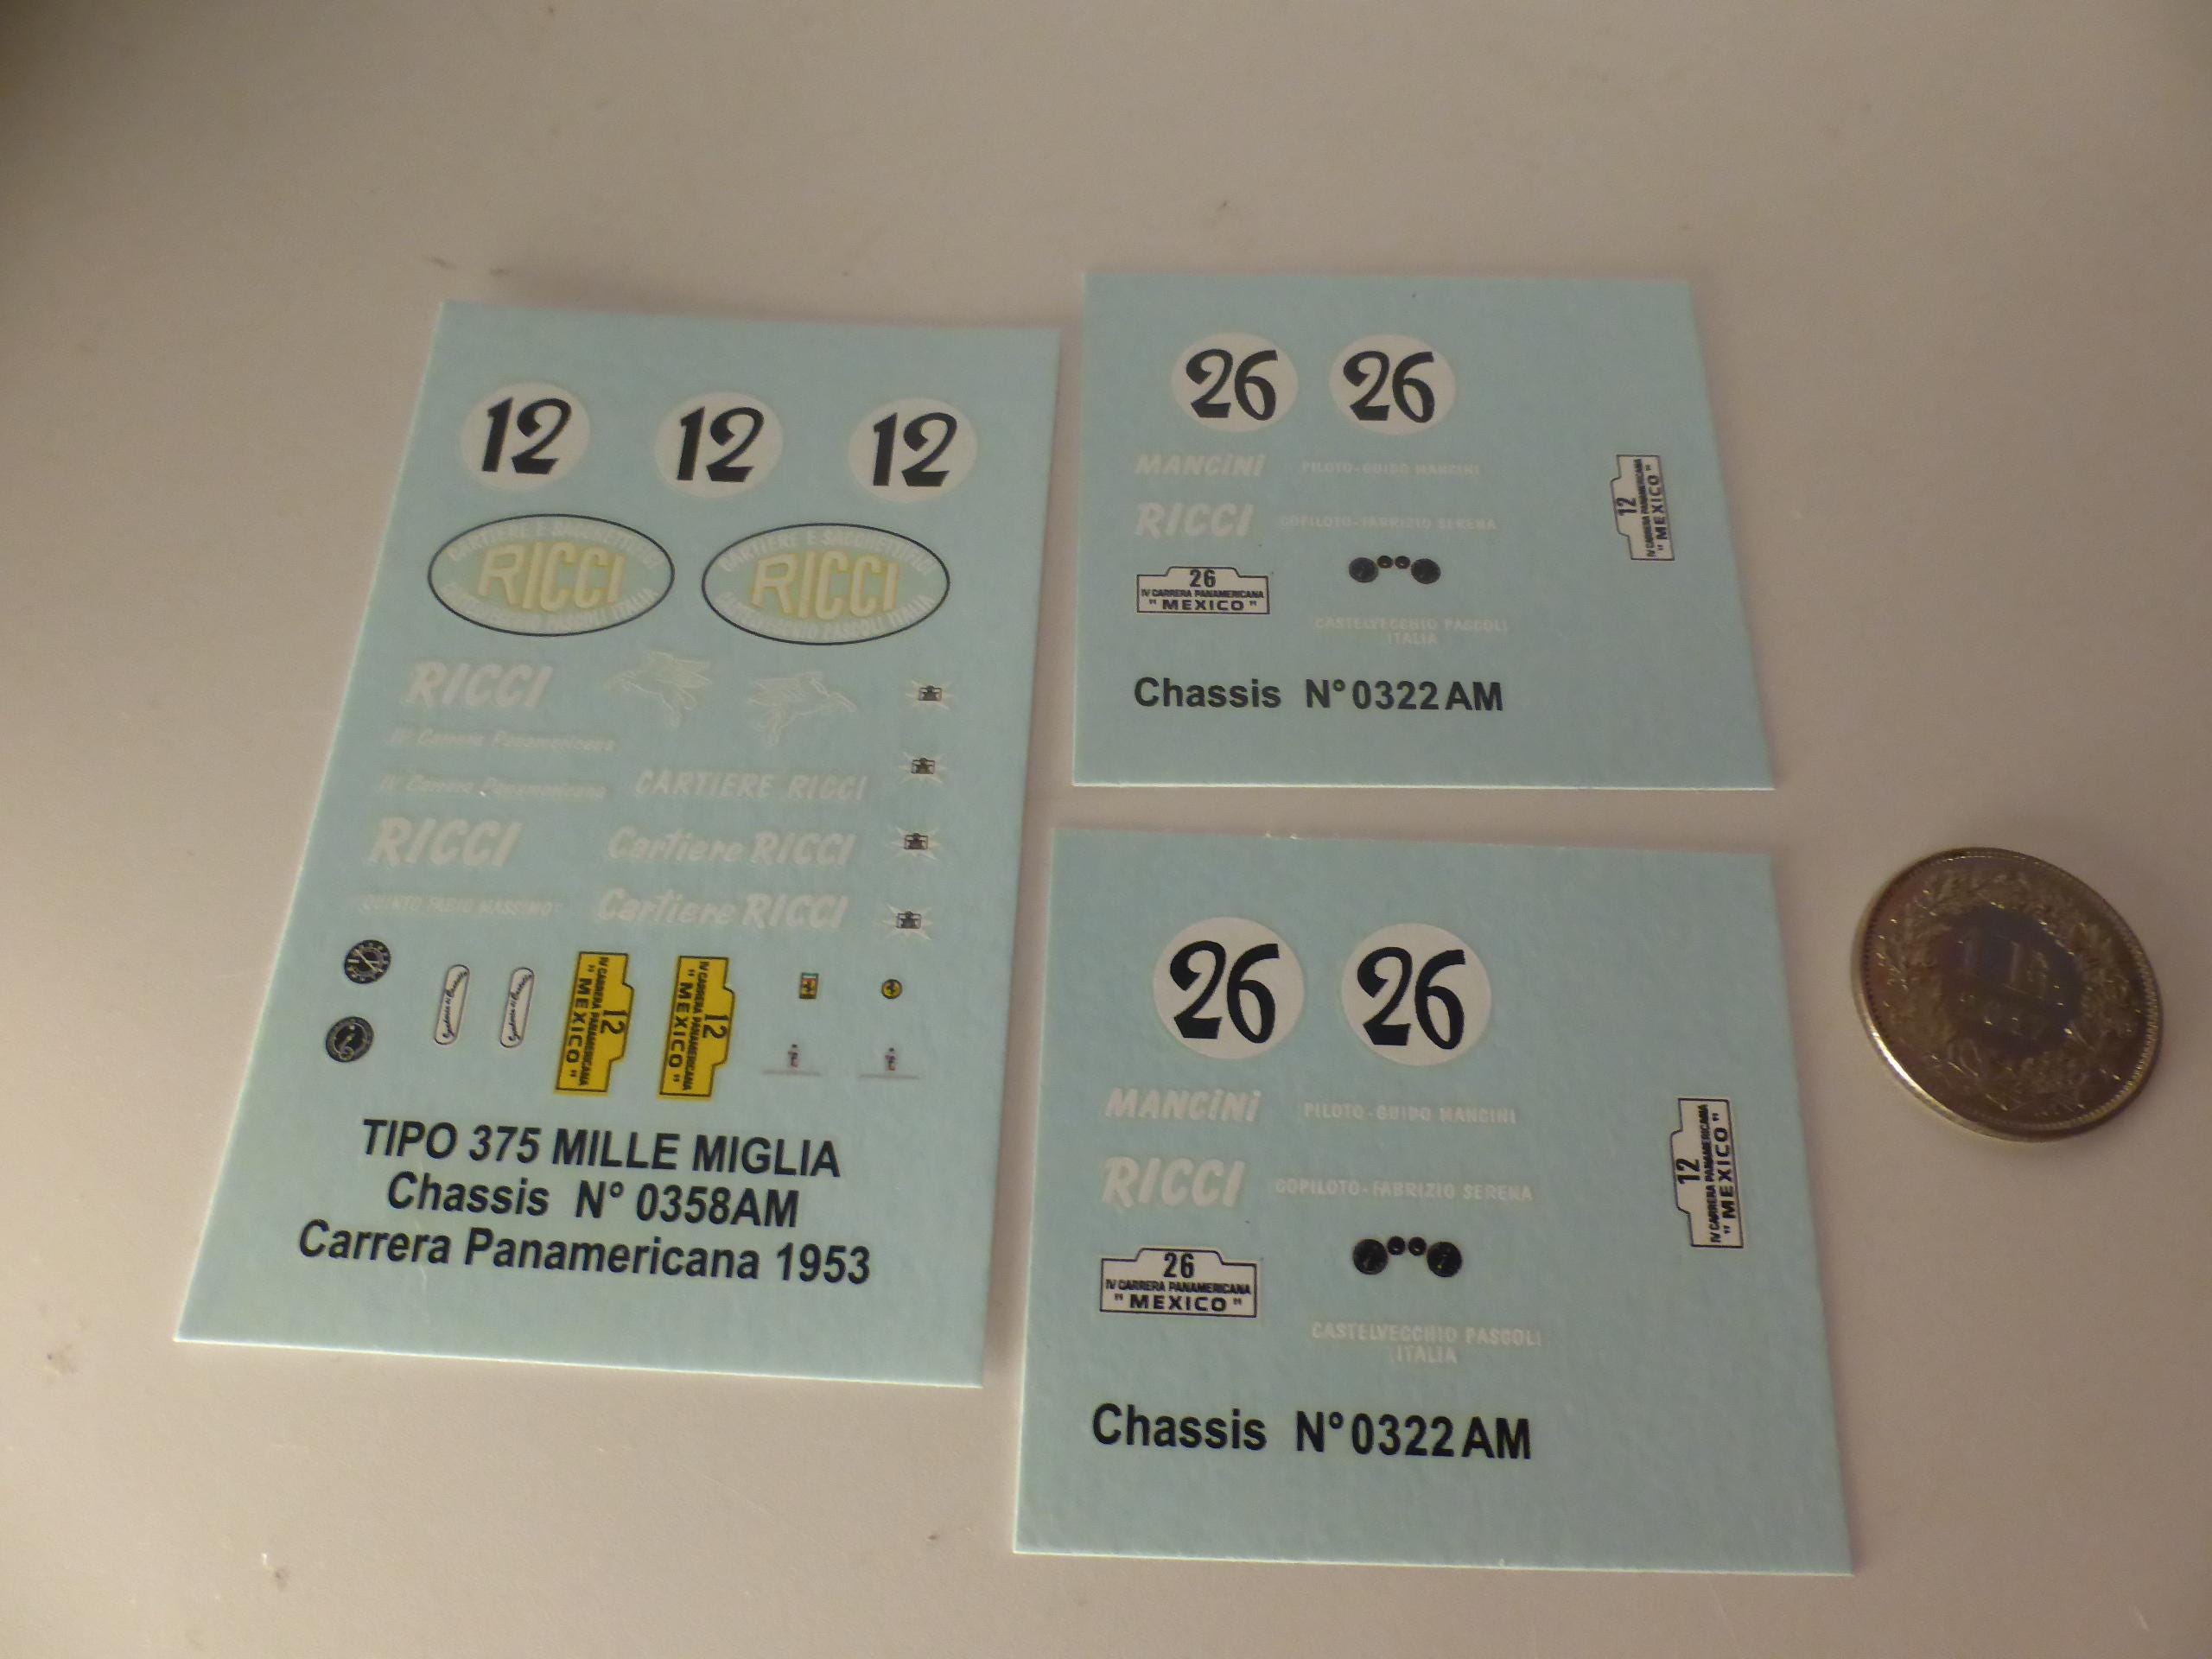 12
12
12
CARTIERE E
RICCI
PASCOLI ITALIA
CARTIERE E
RICCI
PASCOLI ITALIA
RICCI
IV Carrera Panamericana
IV Carrera Panamericana
CARTIERE RICCI
RICCI
Cartiere RICCI
QUINTO FABIO MASSIMO
Cartiere RICCI
12
IV CARRERA PANAMERICANA
"MEXICO"
12
IV CARRERA PANAMERICANA
"MEXICO"
TIPO 375 MILLE MIGLIA
Chassis N° 0358AM
Carrera Panamericana 1953
26
26
MANCiNi
PILOTO-GUIDO MANCINI
RICCI
COPILOTO-FABRIZIO SERENA
26
IV CARRERA PANAMERICANA
"MEXICO"
CASTELVECCHIO PASCOLI
ITALIA
12
IV CARRERA PANAMERICANA
"MEXICO"
Chassis N° 0322AM
26
26
MANCiNi
PILOTO-GUIDO MANCINI
RICCI
COPILOTO-FABRIZIO SERENA
26
IV CARRERA PANAMERICANA
"MEXICO"
CASTELVECCHIO PASCOLI
ITALIA
12
IV CARRERA PANAMERICANA
"MEXICO"
Chassis N° 0322AM